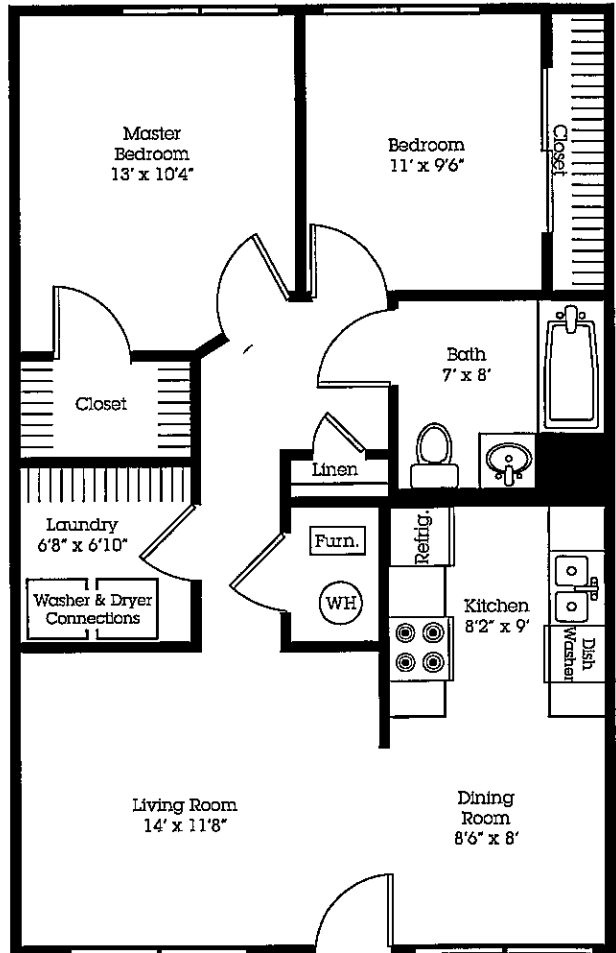 Master
Bedroom
13' x 10'4"
Bedroom
11' x 9'6"
Closet
Closet
Bath
7' x 8'
Linen
Laundry
6'8" x 6'10"
Washer & Dryer
Connections
Furn.
WH
Refrig.
Kitchen
8'2" x 9'
Dish
Washer
Living Room
14' x 11'8"
Dining
Room
8'6" x 8'